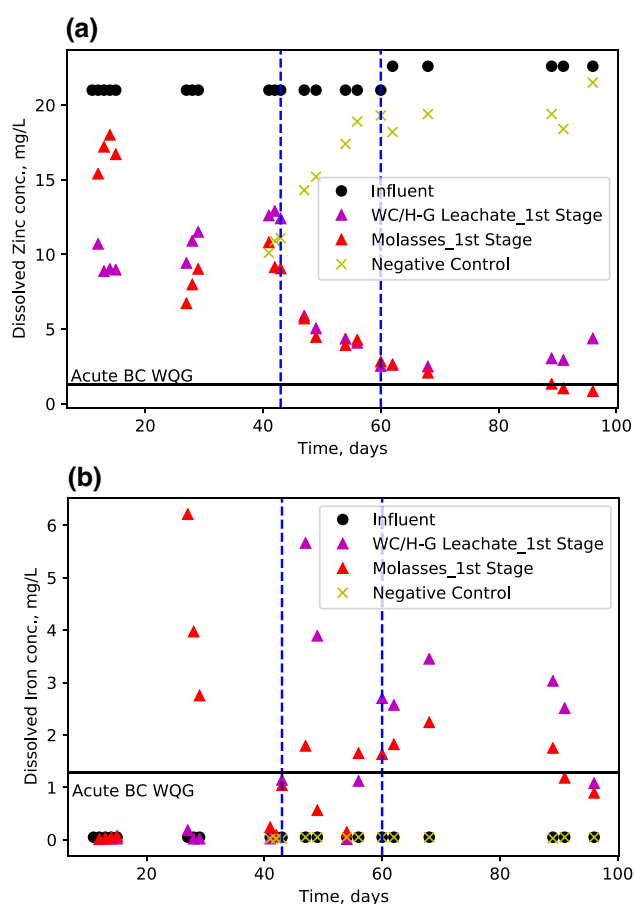 (a)
Dissolved Zinc conc., mg/L
20
15
10
5
0
Influent
WC/H-G Leachate_1st Stage
Molasses_1st Stage
Negative Control
Acute BC WQG
20
40
60
80
100
Time, days
(b)
Dissolved Iron conc., mg/L
6
5
4
3
2
1
0
Influent
WC/H-G Leachate_1st Stage
Molasses_1st Stage
Negative Control
Acute BC WQG
20
40
60
80
100
Time, days